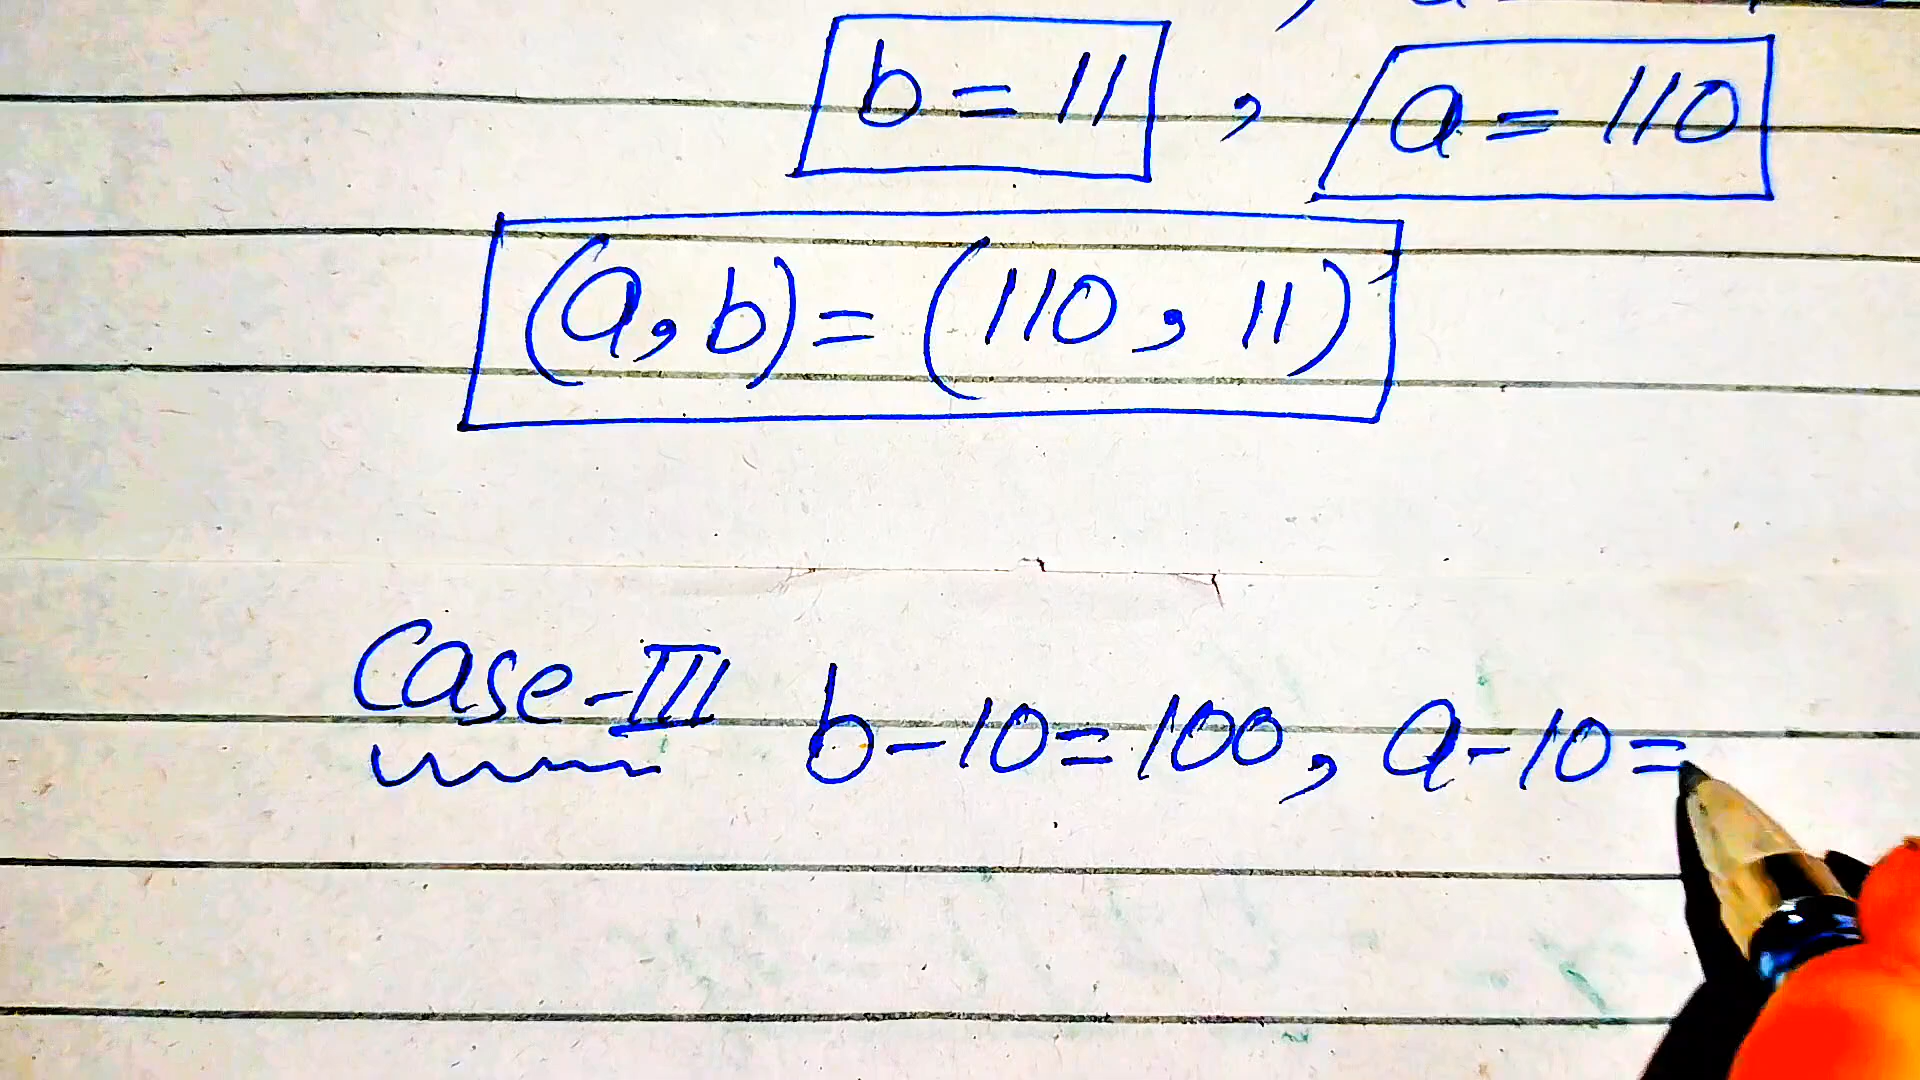 b = 11 , a = 110
(a, b) = (110, 11)
Case-III b-10=100, a-10=